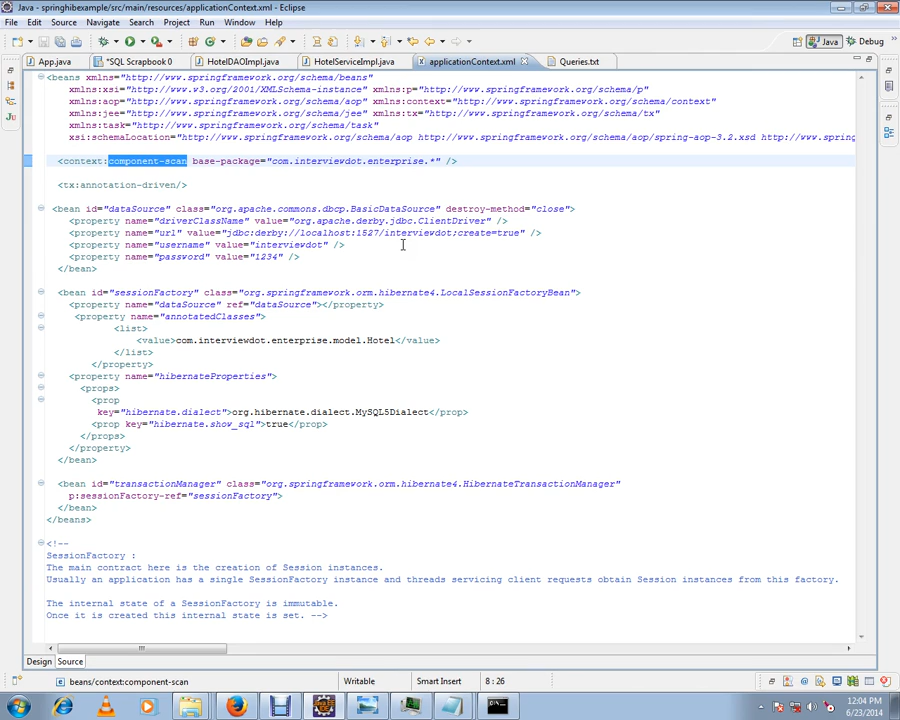 Java - springhibexample/src/main/resources/applicationContext.xml - Eclipse
File Edit Source Navigate Search Project Run Window Help
Java Debug
App.java *SQL Scrapbook 0 HotelDAOImpl.java HotelServiceImpl.java applicationContext.xml Queries.txt
<beans xmlns="http://www.springframework.org/schema/beans"
xmlns:xsi="http://www.w3.org/2001/XMLSchema-instance" xmlns:p="http://www.springframework.org/schema/p"
xmlns:aop="http://www.springframework.org/schema/aop" xmlns:context="http://www.springframework.org/schema/context"
xmlns:jee="http://www.springframework.org/schema/jee" xmlns:tx="http://www.springframework.org/schema/tx"
xmlns:task="http://www.springframework.org/schema/task"
xsi:schemaLocation="http://www.springframework.org/schema/aop http://www.springframework.org/schema/aop/spring-aop-3.2.xsd http://www.spring
<context:component-scan base-package="com.interviewdot.enterprise.*" />
<tx:annotation-driven/>
<bean id="dataSource" class="org.apache.commons.dbcp.BasicDataSource" destroy-method="close">
<property name="driverClassName" value="org.apache.derby.jdbc.ClientDriver" />
<property name="url" value="jdbc:derby://localhost:1527/interviewdot;create=true" />
<property name="username" value="interviewdot" />
<property name="password" value="1234" />
</bean>
<bean id="sessionFactory" class="org.springframework.orm.hibernate4.LocalSessionFactoryBean">
<property name="dataSource" ref="dataSource"></property>
<property name="annotatedClasses">
<list>
<value>com.interviewdot.enterprise.model.Hotel</value>
</list>
</property>
<property name="hibernateProperties">
<props>
<prop
key="hibernate.dialect">org.hibernate.dialect.MySQL5Dialect</prop>
<prop key="hibernate.show_sql">true</prop>
</props>
</property>
</bean>
<bean id="transactionManager" class="org.springframework.orm.hibernate4.HibernateTransactionManager"
p:sessionFactory-ref="sessionFactory">
</bean>
</beans>
<!--
SessionFactory :
The main contract here is the creation of Session instances.
Usually an application has a single SessionFactory instance and threads servicing client requests obtain Session instances from this factory.
The internal state of a SessionFactory is immutable.
Once it is created this internal state is set. -->
Design Source
beans/context:component-scan Writable Smart Insert 8 : 26
12:04 PM
6/23/2014